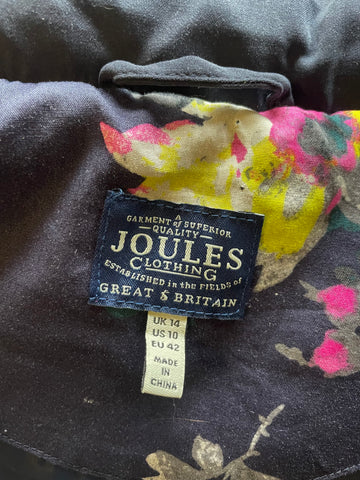 A
GARMENT of SUPERIOR
QUALITY
JOULES
CLOTHING
ESTABLISHED in the FIELDS of
GREAT & BRITAIN
UK 14
US 10
EU 42
MADE
IN
CHINA